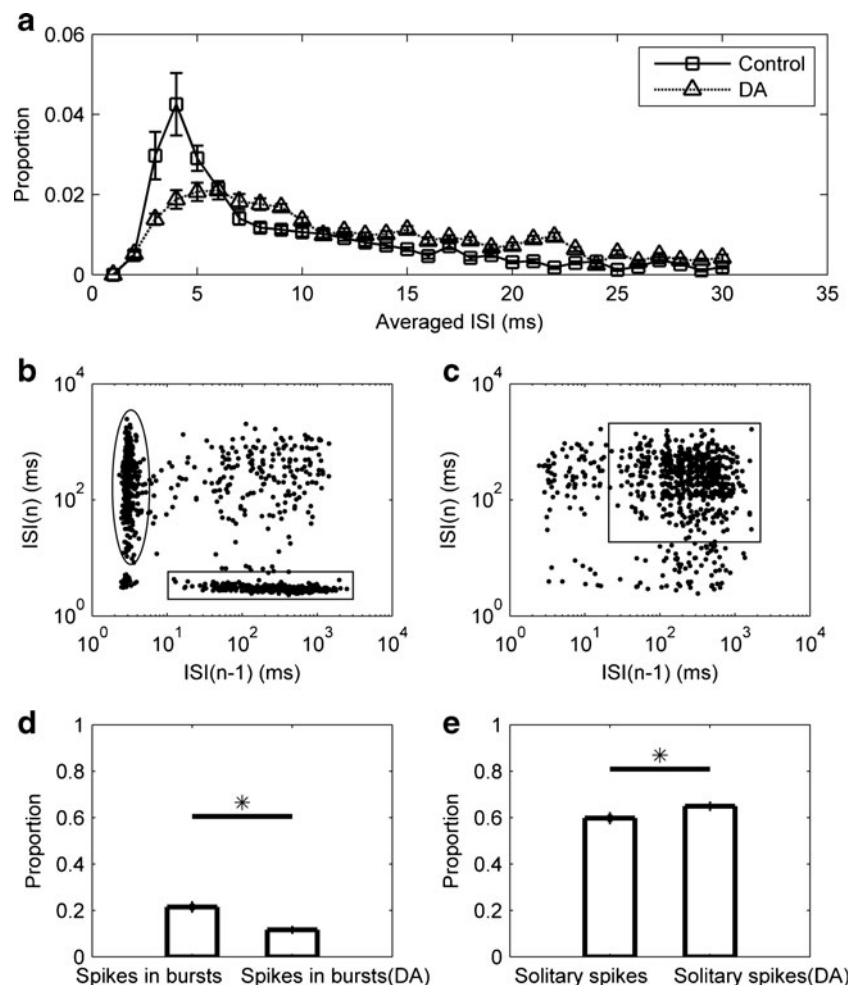 a
0.06
0.04
0.02
0
Proportion
Control
DA
0 5 10 15 20 25 30 35
Averaged ISI (ms)
b
10^4
10^2
10^0
ISI(n) (ms)
10^0 10^1 10^2 10^3 10^4
ISI(n-1) (ms)
c
10^4
10^2
10^0
ISI(n) (ms)
10^0 10^1 10^2 10^3 10^4
ISI(n-1) (ms)
d
1
0.8
0.6
0.4
0.2
0
Proportion
*
Spikes in bursts Spikes in bursts(DA)
e
1
0.8
0.6
0.4
0.2
0
Proportion
*
Solitary spikes Solitary spikes(DA)